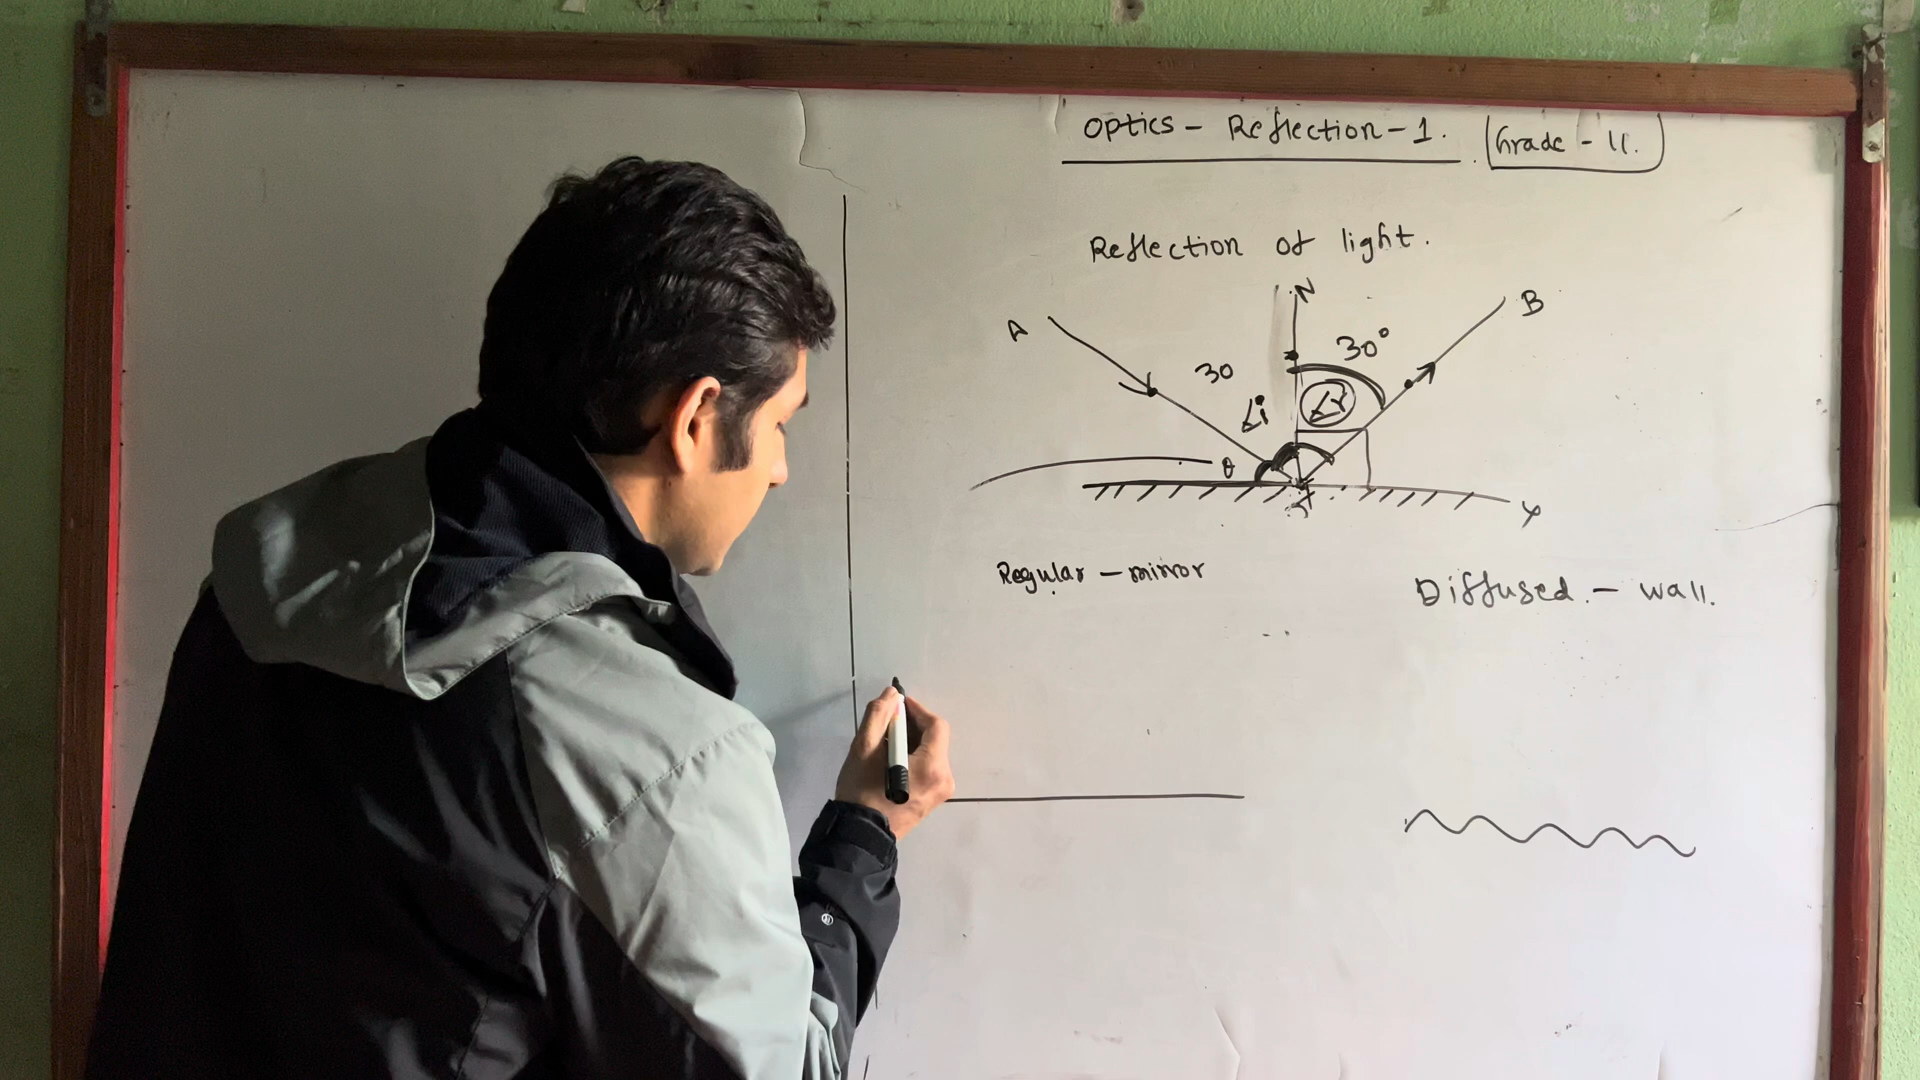 Optics - Reflection - 1.
Grade - 11.
Reflection of light.
N
A
B
30
30°
∠i
∠r
θ
Y
Regular - mirror
Diffused. - wall.